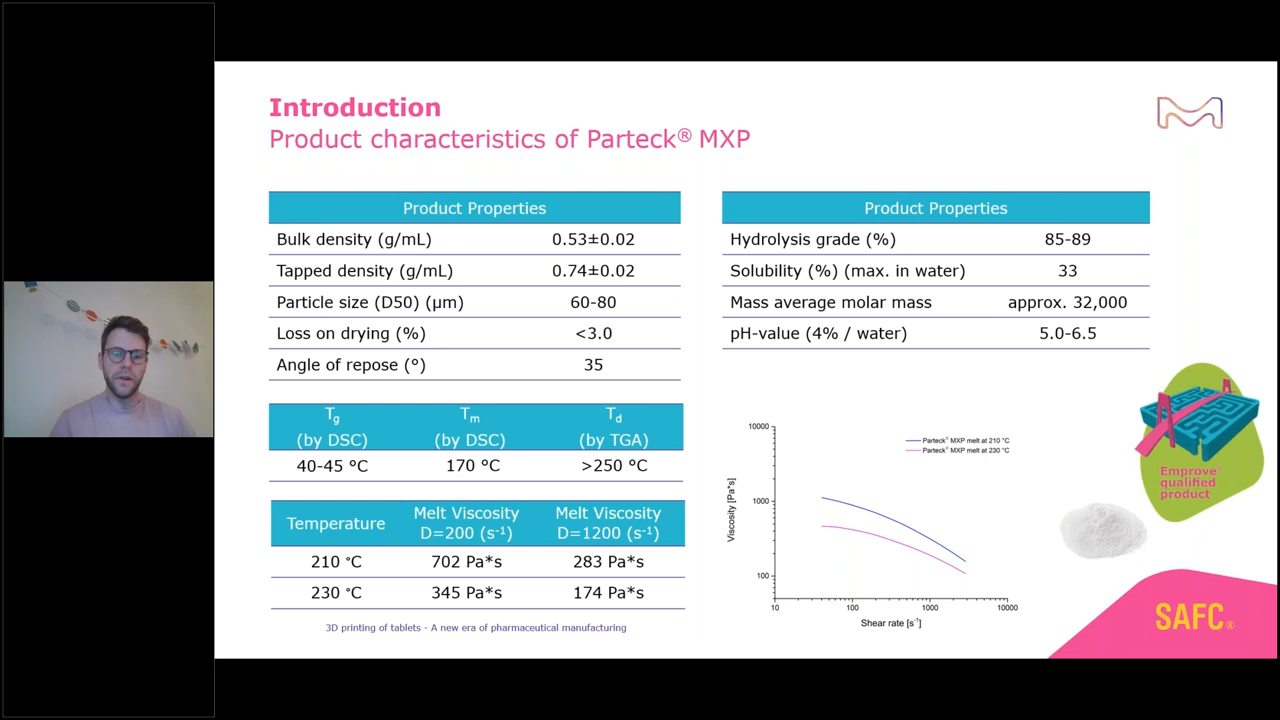 Introduction
Product characteristics of Parteck® MXP
Product Properties
Bulk density (g/mL) 0.53±0.02
Tapped density (g/mL) 0.74±0.02
Particle size (D50) (µm) 60-80
Loss on drying (%) <3.0
Angle of repose (°) 35
Tg Tm Td
(by DSC) (by DSC) (by TGA)
40-45 °C 170 °C >250 °C
Temperature Melt Viscosity D=200 (s⁻¹) Melt Viscosity D=1200 (s⁻¹)
210 °C 702 Pa*s 283 Pa*s
230 °C 345 Pa*s 174 Pa*s
Product Properties
Hydrolysis grade (%) 85-89
Solubility (%) (max. in water) 33
Mass average molar mass approx. 32,000
pH-value (4% / water) 5.0-6.5
Parteck® MXP melt at 210 °C
Parteck® MXP melt at 230 °C
Viscosity [Pa*s]
10000
1000
100
10 100 1000 10000
Shear rate [s⁻¹]
Emprove®
qualified
product
SAFC®
3D printing of tablets - A new era of pharmaceutical manufacturing